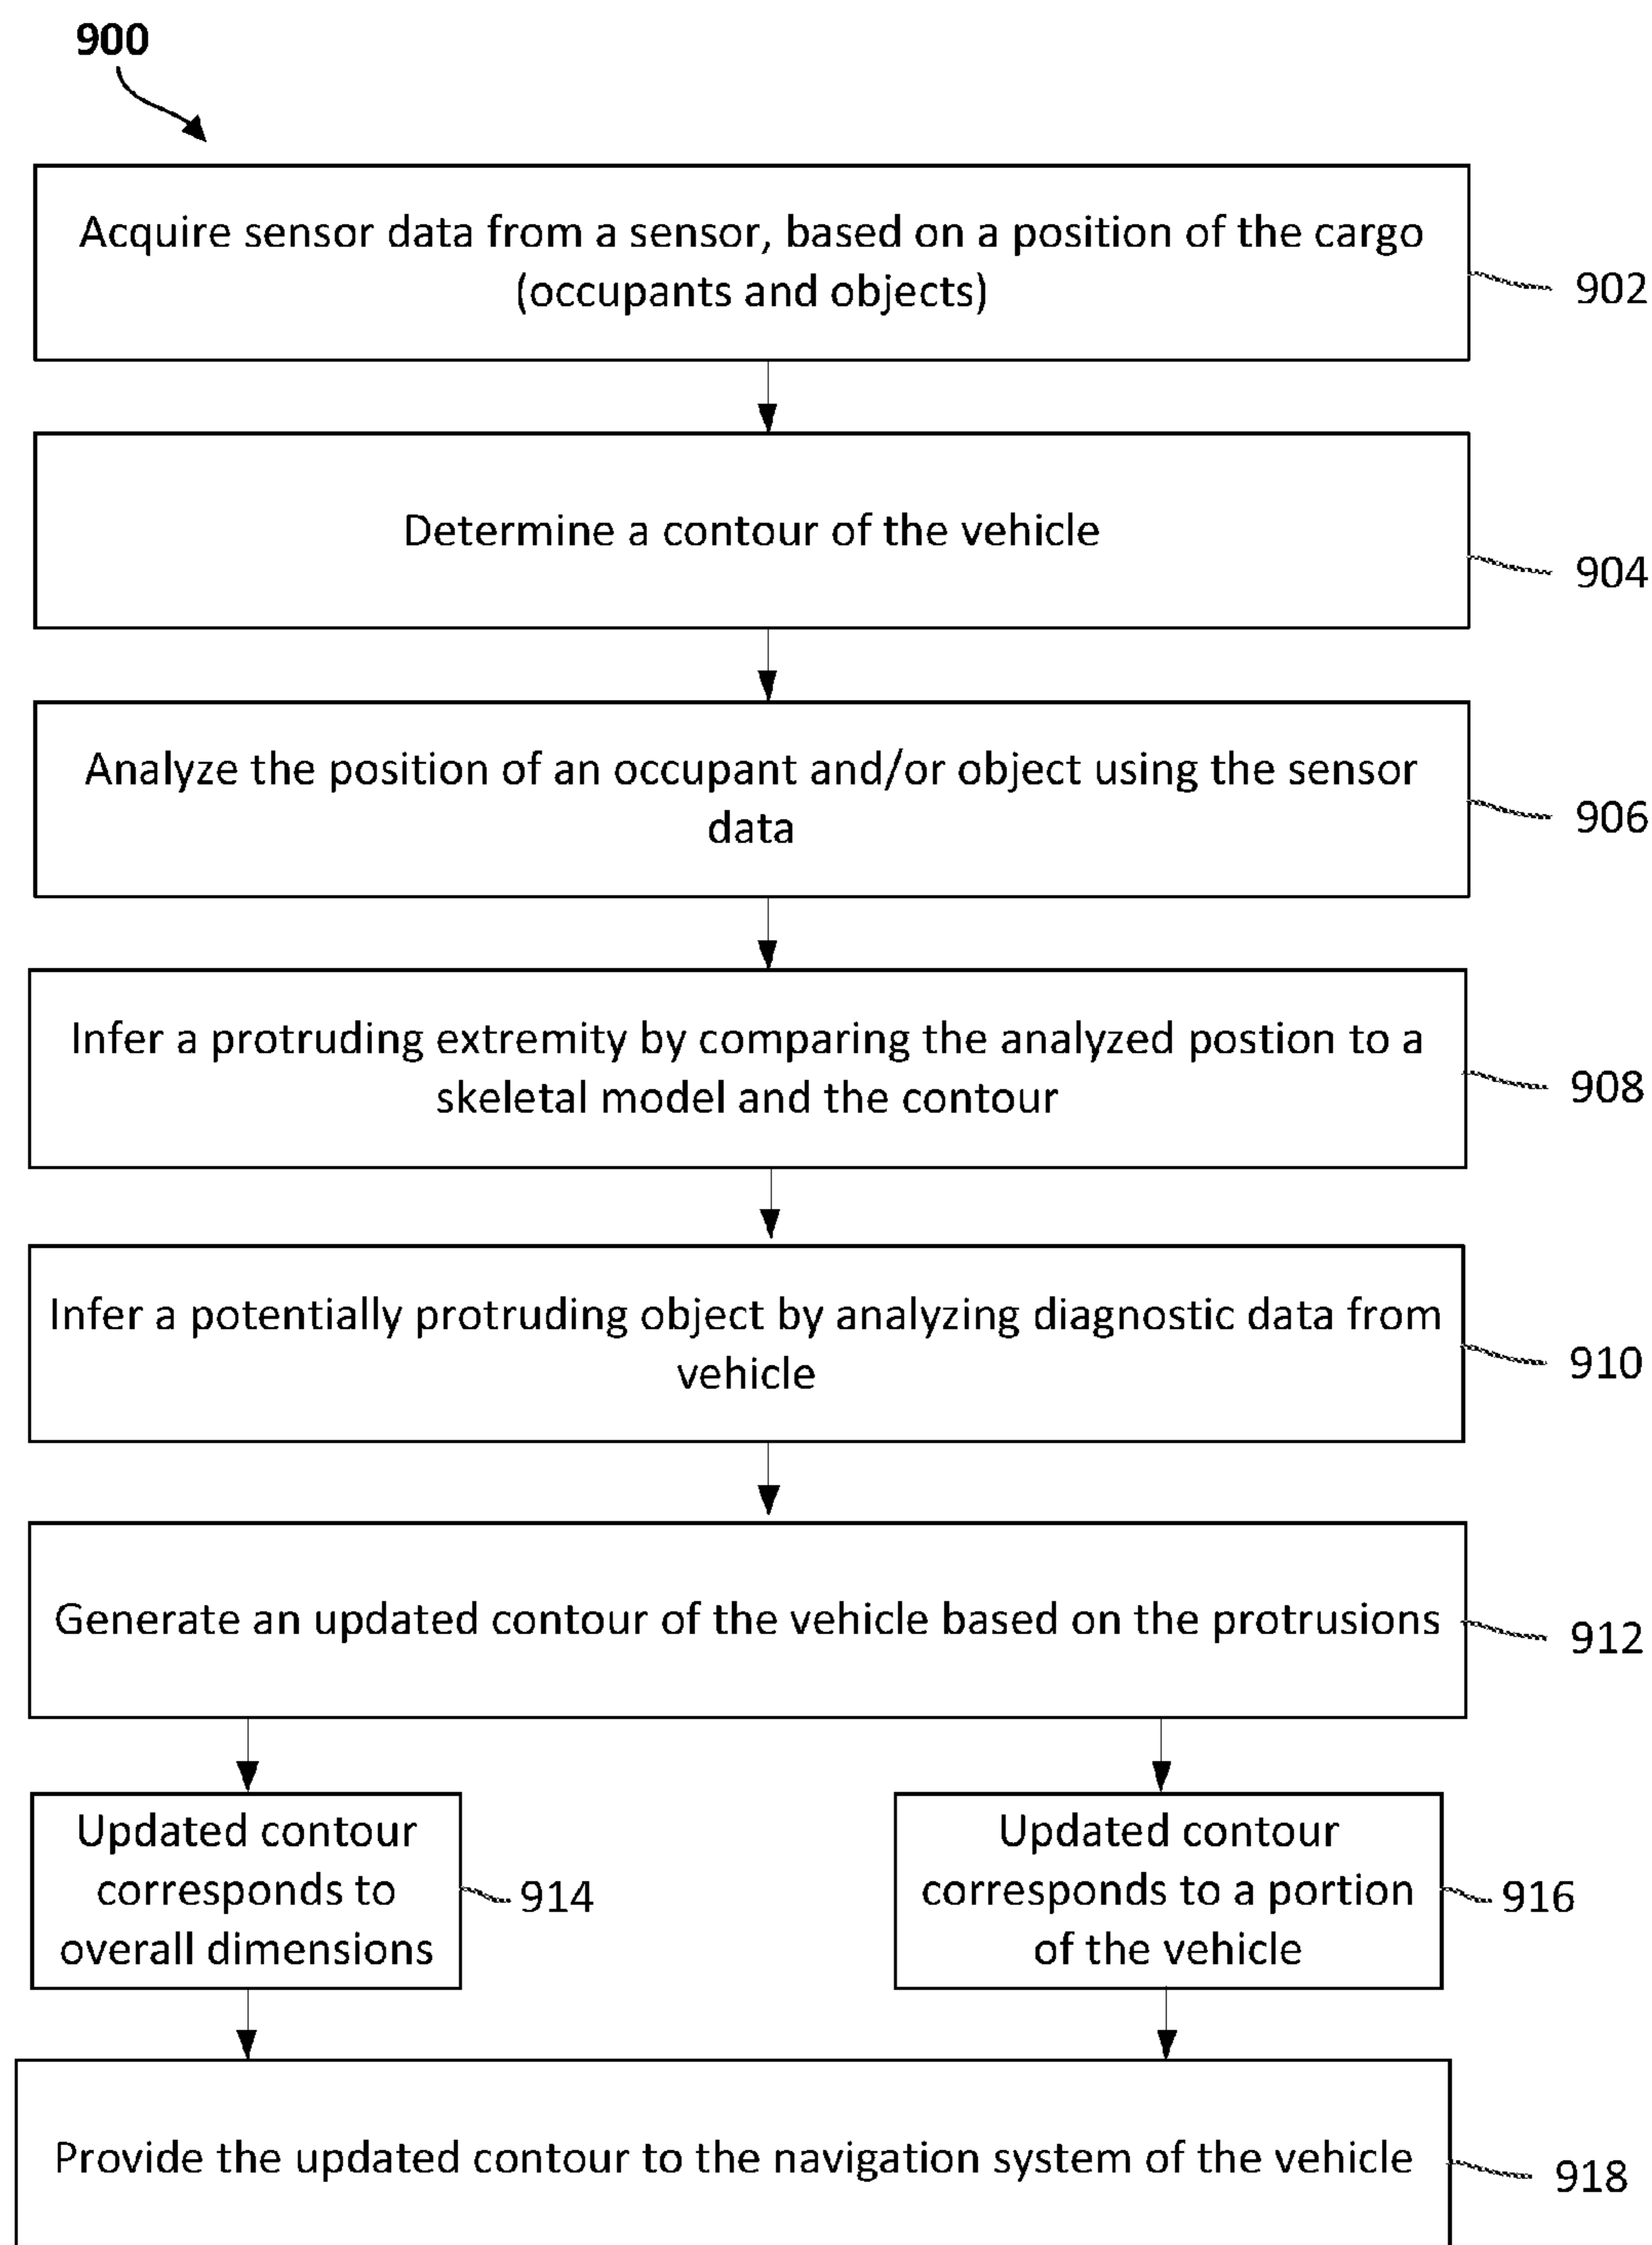 900
Acquire sensor data from a sensor, based on a position of the cargo
(occupants and objects)
902
Determine a contour of the vehicle
904
Analyze the position of an occupant and/or object using the sensor
data
906
Infer a protruding extremity by comparing the analyzed postion to a
skeletal model and the contour
908
Infer a potentially protruding object by analyzing diagnostic data from
vehicle
910
Generate an updated contour of the vehicle based on the protrusions
912
Updated contour
corresponds to
overall dimensions
914
Updated contour
corresponds to a portion
of the vehicle
916
Provide the updated contour to the navigation system of the vehicle
918